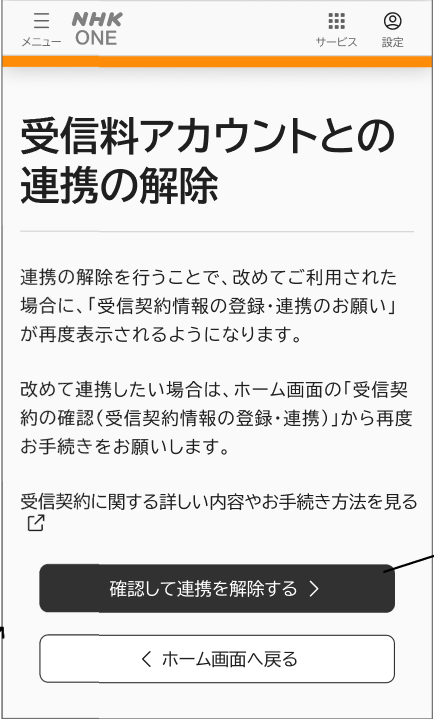 NHK
ONE
メニュー
サービス
設定
受信料アカウントとの
連携の解除
連携の解除を行うことで、改めてご利用された
場合に、「受信契約情報の登録・連携のお願い」
が再度表示されるようになります。
改めて連携したい場合は、ホーム画面の「受信契
約の確認（受信契約情報の登録・連携）」から再度
お手続きをお願いします。
受信契約に関する詳しい内容やお手続き方法を見る
確認して連携を解除する
ホーム画面へ戻る